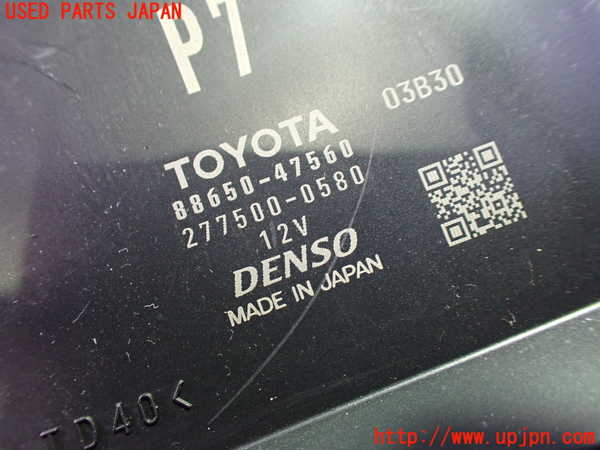 USED PARTS JAPAN
P7
03B30
TOYOTA
88650-47560
277500-0580
12V
DENSO
MADE IN JAPAN
TD40<
http://www.upjpn.com/